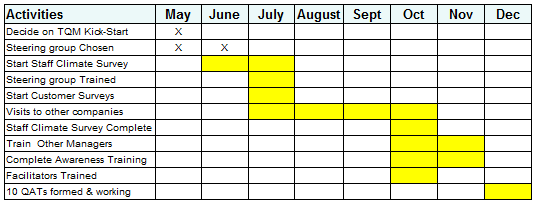 Activities May June July August Sept Oct Nov Dec
Decide on TQM Kick-Start X
Steering group Chosen X X
Start Staff Climate Survey
Steering group Trained
Start Customer Surveys
Visits to other companies
Staff Climate Survey Complete
Train Other Managers
Complete Awareness Training
Facilitators Trained
10 QATs formed & working